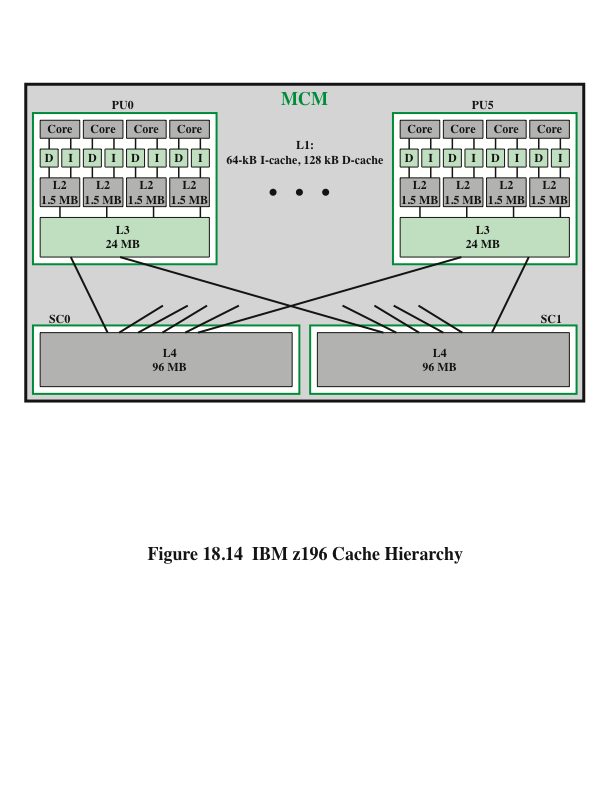 MCM
PU0
PU5
Core Core Core Core
Core Core Core Core
L1:
64-kB I-cache, 128 kB D-cache
D I D I D I D I
D I D I D I D I
L2 L2 L2 L2
1.5 MB 1.5 MB 1.5 MB 1.5 MB
L2 L2 L2 L2
1.5 MB 1.5 MB 1.5 MB 1.5 MB
L3
24 MB
L3
24 MB
SC0
SC1
L4
96 MB
L4
96 MB
Figure 18.14 IBM z196 Cache Hierarchy